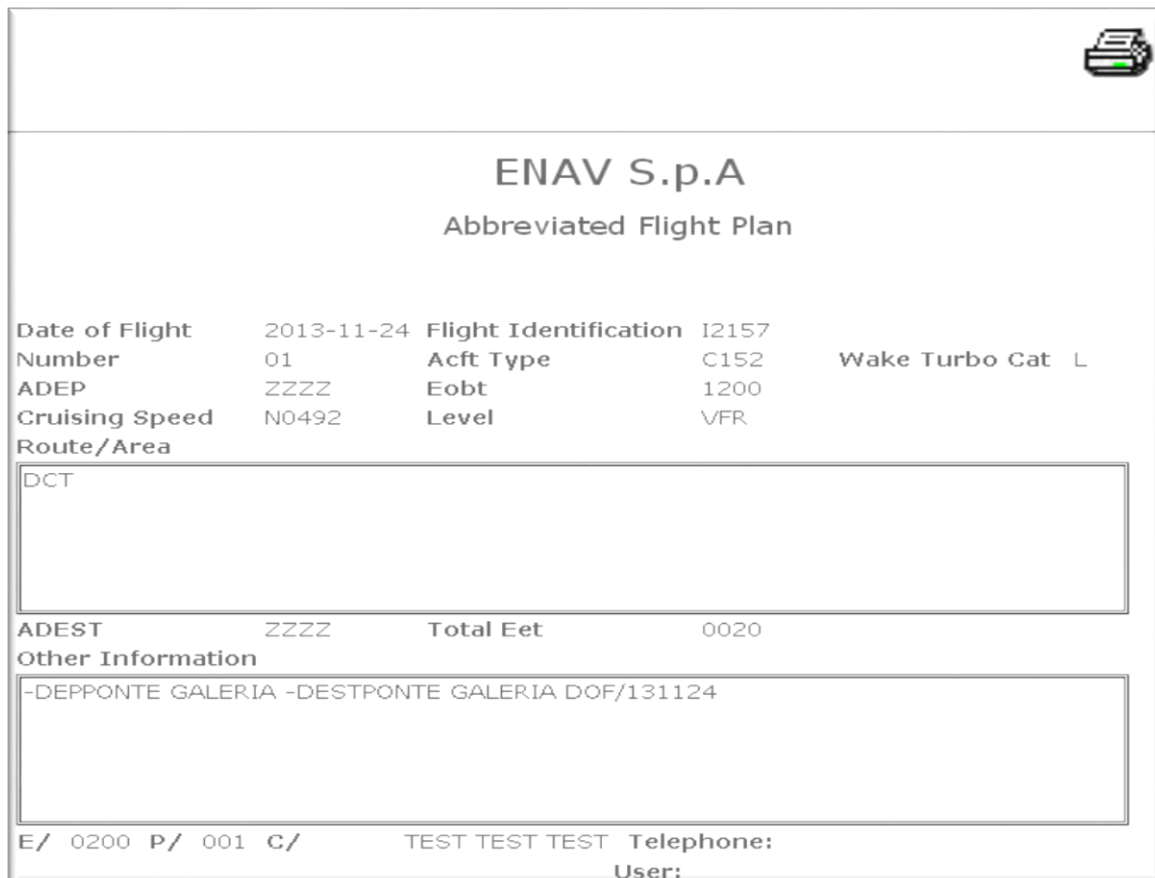 ENAV S.p.A
Abbreviated Flight Plan
Date of Flight 2013-11-24 Flight Identification I2157
Number 01 Acft Type C152 Wake Turbo Cat L
ADEP ZZZZ Eobt 1200
Cruising Speed N0492 Level VFR
Route/Area
DCT
ADEST ZZZZ Total Eet 0020
Other Information
-DEPPONTE GALERIA -DESTPONTE GALERIA DOF/131124
E/ 0200 P/ 001 C/ TEST TEST TEST Telephone:
User: